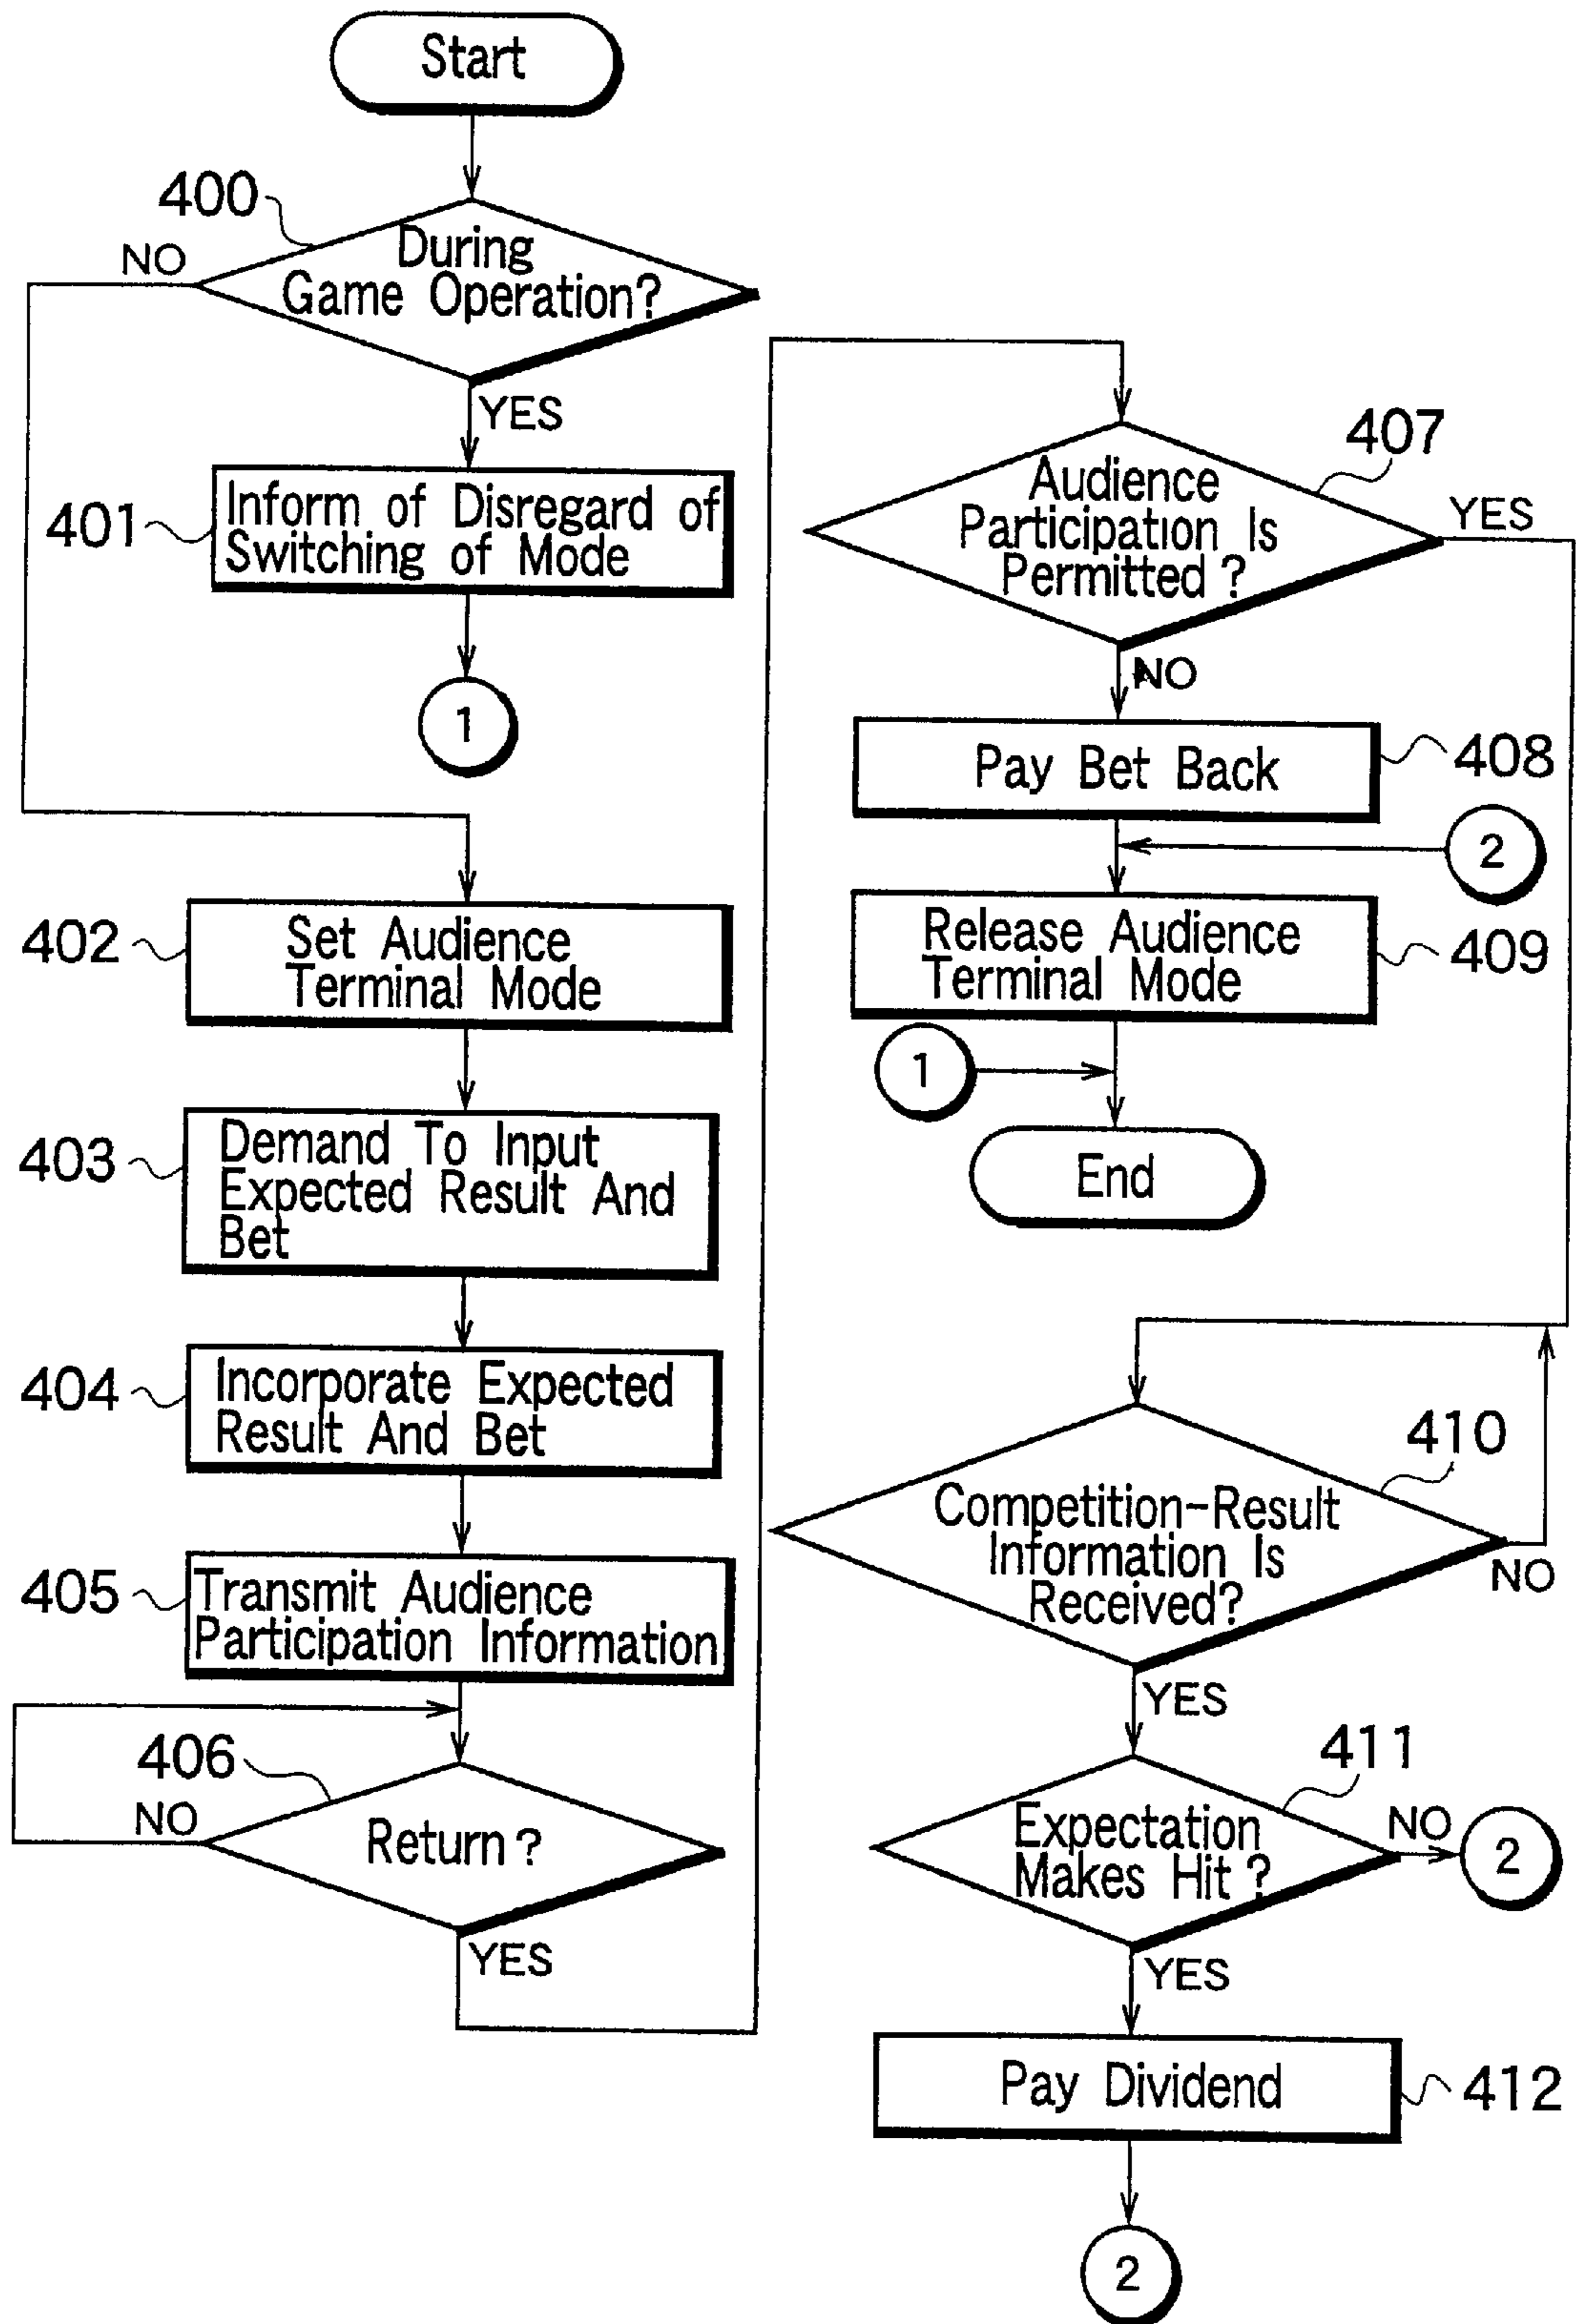 Start
400
NO
During
Game Operation?
YES
401
Inform of Disregard of
Switching of Mode
1
402
Set Audience
Terminal Mode
403
Demand To Input
Expected Result And
Bet
404
Incorporate Expected
Result And Bet
405
Transmit Audience
Participation Information
406
NO
Return?
YES
407
Audience
Participation Is
Permitted?
YES
NO
Pay Bet Back
408
2
Release Audience
Terminal Mode
409
1
End
410
Competition-Result
Information Is
Received?
NO
YES
411
Expectation
Makes Hit?
NO
2
YES
Pay Dividend
412
2